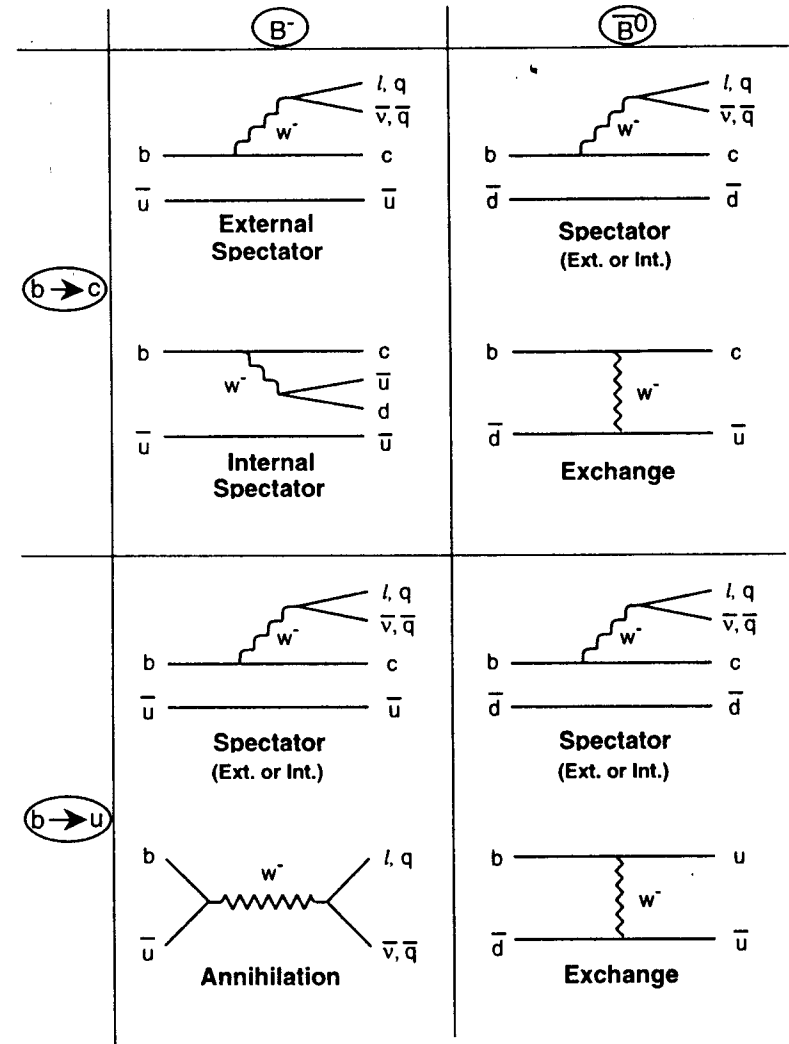 B⁻ B̅⁰
b → c
l, q
ν̅, q̅
w⁻
b c
u̅ u̅
External
Spectator
l, q
ν̅, q̅
w⁻
b c
d̅ d̅
Spectator
(Ext. or Int.)
b c
u̅
w⁻
d
u̅ u̅
Internal
Spectator
b c
w⁻
d̅ u̅
Exchange
b → u
l, q
ν̅, q̅
w⁻
b c
u̅ u̅
Spectator
(Ext. or Int.)
l, q
ν̅, q̅
w⁻
b c
d̅ d̅
Spectator
(Ext. or Int.)
b l, q
w⁻
u̅ ν̅, q̅
Annihilation
b u
w⁻
d̅ u̅
Exchange